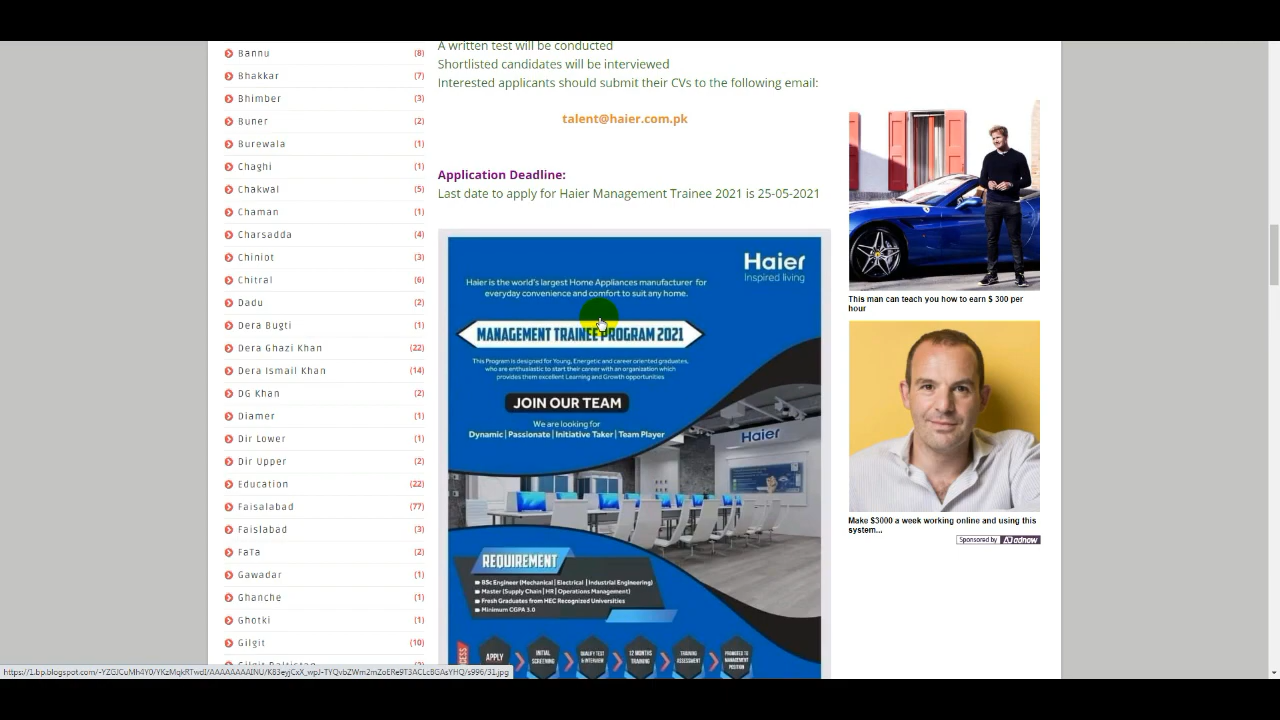 Bannu (8)
Bhakkar (7)
Bhimber (3)
Buner (2)
Burewala (1)
Chaghi (1)
Chakwal (5)
Chaman (1)
Charsadda (4)
Chiniot (3)
Chitral (6)
Dadu (2)
Dera Bugti (1)
Dera Ghazi Khan (22)
Dera Ismail Khan (14)
DG Khan (2)
Diamer (1)
Dir Lower (1)
Dir Upper (2)
Education (22)
Faisalabad (77)
Faislabad (3)
FaTa (2)
Gawadar (1)
Ghanche (1)
Ghotki (1)
Gilgit (10)
A written test will be conducted
Shortlisted candidates will be interviewed
Interested applicants should submit their CVs to the following email:
talent@haier.com.pk
Application Deadline:
Last date to apply for Haier Management Trainee 2021 is 25-05-2021
Haier
Inspired living
Haier is the world's largest Home Appliances manufacturer for
everyday convenience and comfort to suit any home.
MANAGEMENT TRAINEE PROGRAM 2021
This Program is designed for Young, Energetic and career oriented graduates,
who are enthusiastic to start their career with an organization which
provides them excellent Learning and Growth opportunities
JOIN OUR TEAM
We are looking for
Dynamic | Passionate | Initiative Taker | Team Player
Haier
REQUIREMENT
BSc Engineer (Mechanical | Electrical | Industrial Engineering)
Master (Supply Chain | HR | Operations Management)
Fresh Graduates from HEC Recognized Universities
Minimum CGPA 3.0
APPLY
INITIAL SCREENING
QUALIFY TEST & INTERVIEW
12 MONTHS TRAINING
TRAINING ASSESSMENT
PROMOTED TO MANAGEMENT POSITION
This man can teach you how to earn $ 300 per
hour
Make $3000 a week working online and using this
system...
Sponsored by adnow